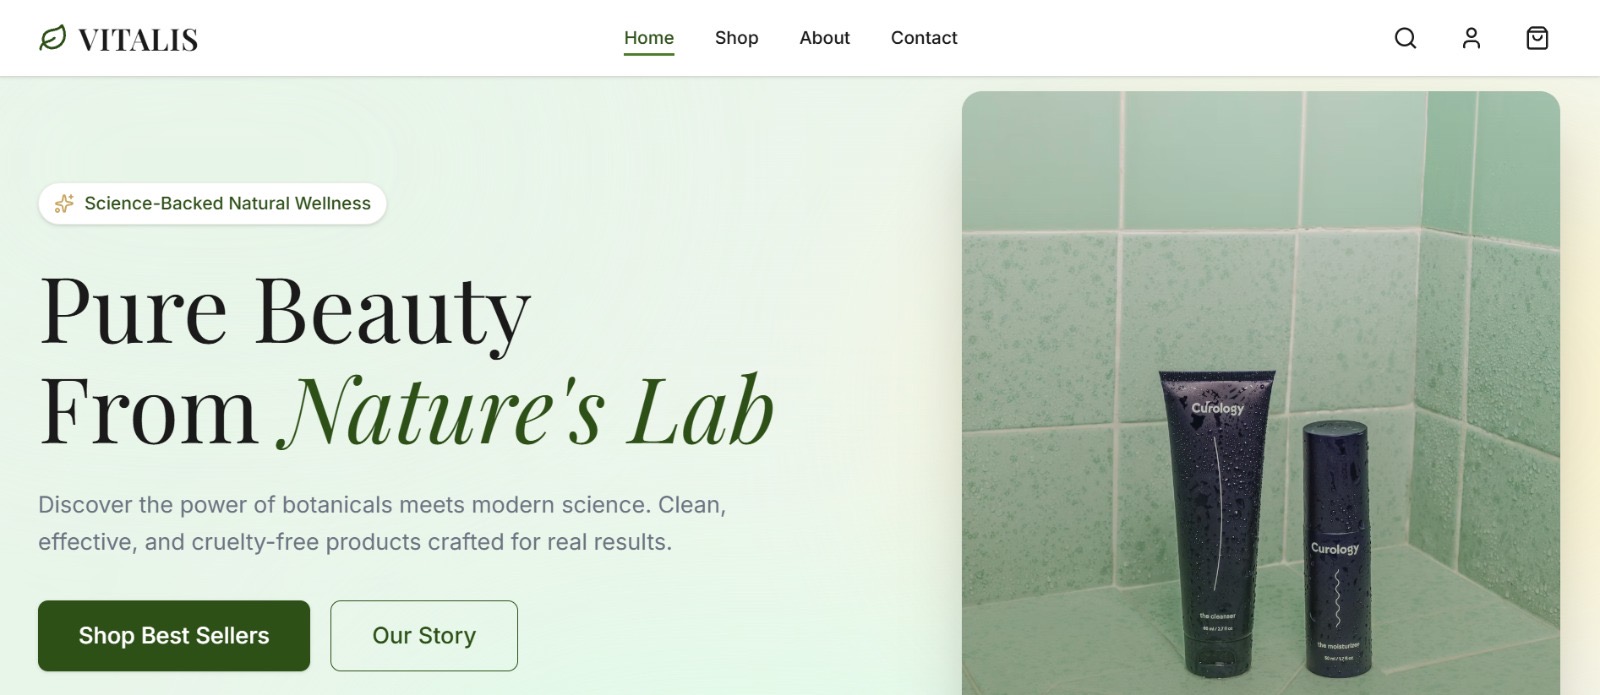 VITALIS
Home
Shop
About
Contact
Science-Backed Natural Wellness
Pure Beauty
From Nature's Lab
Discover the power of botanicals meets modern science. Clean,
effective, and cruelty-free products crafted for real results.
Shop Best Sellers
Our Story
Curology
the cleanser
Curology
the moisturizer